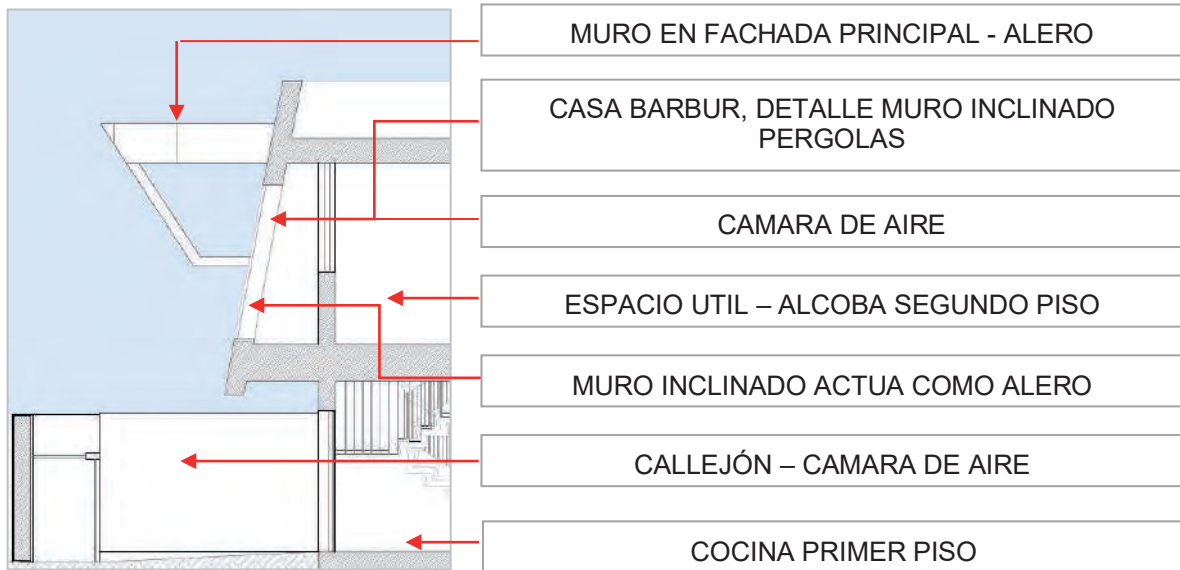 MURO EN FACHADA PRINCIPAL - ALERO
CASA BARBUR, DETALLE MURO INCLINADO
PERGOLAS
CAMARA DE AIRE
ESPACIO UTIL – ALCOBA SEGUNDO PISO
MURO INCLINADO ACTUA COMO ALERO
CALLEJÓN – CAMARA DE AIRE
COCINA PRIMER PISO